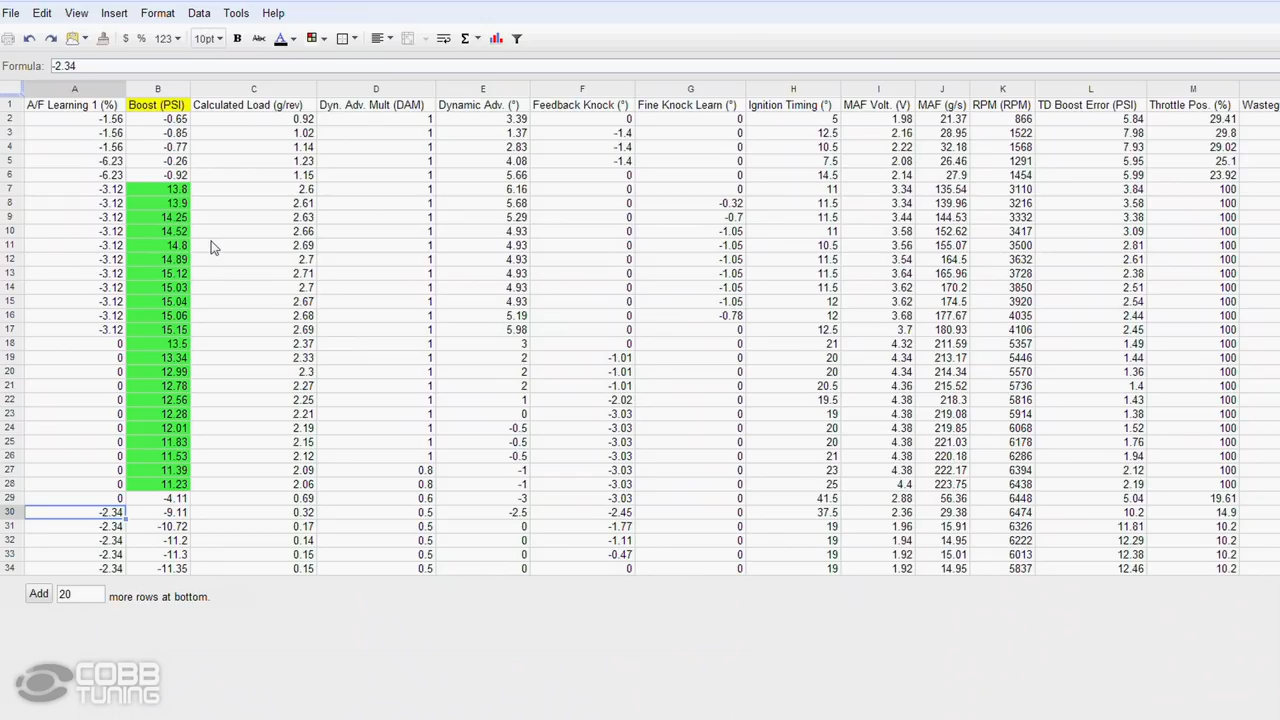 File Edit View Insert Format Data Tools Help
$ % 123 10pt B Abc A Σ
Formula: -2.34
A B C D E F G H I J K L M
1 A/F Learning 1 (%) Boost (PSI) Calculated Load (g/rev) Dyn. Adv. Mult (DAM) Dynamic Adv. (°) Feedback Knock (°) Fine Knock Learn (°) Ignition Timing (°) MAF Volt. (V) MAF (g/s) RPM (RPM) TD Boost Error (PSI) Throttle Pos. (%) Wasteg
2 -1.56 -0.65 0.92 1 3.39 0 0 5 1.98 21.37 866 5.84 29.41
3 -1.56 -0.85 1.02 1 1.37 -1.4 0 12.5 2.16 28.95 1522 7.98 29.8
4 -1.56 -0.77 1.14 1 2.83 -1.4 0 10.5 2.22 32.18 1568 7.93 29.02
5 -6.23 -0.26 1.23 1 4.08 -1.4 0 7.5 2.08 26.46 1291 5.95 25.1
6 -6.23 -0.92 1.15 1 5.66 0 0 14.5 2.14 27.9 1454 5.99 23.92
7 -3.12 13.8 2.6 1 6.16 0 0 11 3.34 135.54 3110 3.84 100
8 -3.12 13.9 2.61 1 5.68 0 -0.32 11.5 3.34 139.96 3216 3.58 100
9 -3.12 14.25 2.63 1 5.29 0 -0.7 11.5 3.44 144.53 3332 3.38 100
10 -3.12 14.52 2.66 1 4.93 0 -1.05 11 3.58 152.62 3417 3.09 100
11 -3.12 14.8 2.69 1 4.93 0 -1.05 10.5 3.56 155.07 3500 2.81 100
12 -3.12 14.89 2.7 1 4.93 0 -1.05 11.5 3.54 164.5 3632 2.61 100
13 -3.12 15.12 2.71 1 4.93 0 -1.05 11.5 3.64 165.96 3728 2.38 100
14 -3.12 15.03 2.7 1 4.93 0 -1.05 11.5 3.62 170.2 3850 2.51 100
15 -3.12 15.04 2.67 1 4.93 0 -1.05 12 3.62 174.5 3920 2.54 100
16 -3.12 15.06 2.68 1 5.19 0 -0.78 12 3.68 177.67 4035 2.44 100
17 -3.12 15.15 2.69 1 5.98 0 0 12.5 3.7 180.93 4106 2.45 100
18 0 13.5 2.37 1 3 0 0 21 4.32 211.59 5357 1.49 100
19 0 13.34 2.33 1 2 -1.01 0 20 4.34 213.17 5446 1.44 100
20 0 12.99 2.3 1 2 -1.01 0 20 4.34 214.34 5570 1.36 100
21 0 12.78 2.27 1 2 -1.01 0 20.5 4.36 215.52 5736 1.4 100
22 0 12.56 2.25 1 1 -2.02 0 19.5 4.38 218.3 5816 1.43 100
23 0 12.28 2.21 1 0 -3.03 0 19 4.38 219.08 5914 1.38 100
24 0 12.01 2.19 1 -0.5 -3.03 0 20 4.38 219.85 6068 1.52 100
25 0 11.83 2.15 1 -0.5 -3.03 0 20 4.38 221.03 6178 1.76 100
26 0 11.53 2.12 1 -0.5 -3.03 0 21 4.38 220.18 6286 1.94 100
27 0 11.39 2.09 0.8 -1 -3.03 0 23 4.38 222.17 6394 2.12 100
28 0 11.23 2.06 0.8 -1 -3.03 0 25 4.4 223.75 6438 2.19 100
29 0 -4.11 0.69 0.6 -3 -3.03 0 41.5 2.88 56.36 6448 5.04 19.61
30 -2.34 -9.11 0.32 0.5 -2.5 -2.45 0 37.5 2.36 29.38 6474 10.2 14.9
31 -2.34 -10.72 0.17 0.5 0 -1.77 0 19 1.96 15.91 6326 11.81 10.2
32 -2.34 -11.2 0.14 0.5 0 -1.11 0 19 1.94 14.95 6222 12.29 10.2
33 -2.34 -11.3 0.15 0.5 0 -0.47 0 19 1.92 15.01 6013 12.38 10.2
34 -2.34 -11.35 0.15 0.5 0 0 0 19 1.92 14.95 5837 12.46 10.2
Add 20 more rows at bottom.
COBB
TUNING